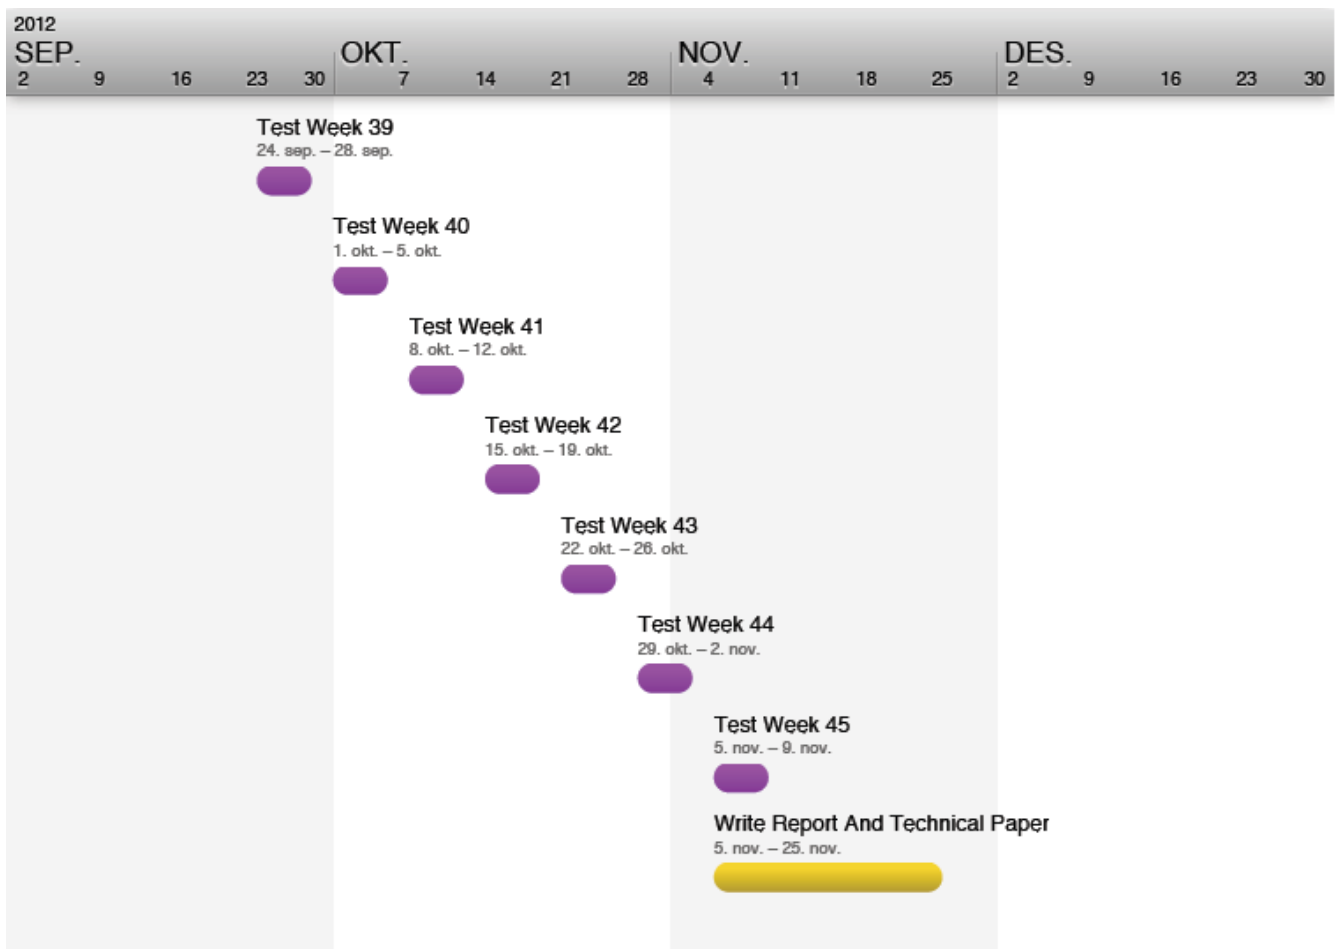 2012
SEP. OKT. NOV. DES.
2 9 16 23 30 7 14 21 28 4 11 18 25 2 9 16 23 30
Test Week 39
24. sep. – 28. sep.
Test Week 40
1. okt. – 5. okt.
Test Week 41
8. okt. – 12. okt.
Test Week 42
15. okt. – 19. okt.
Test Week 43
22. okt. – 26. okt.
Test Week 44
29. okt. – 2. nov.
Test Week 45
5. nov. – 9. nov.
Write Report And Technical Paper
5. nov. – 25. nov.